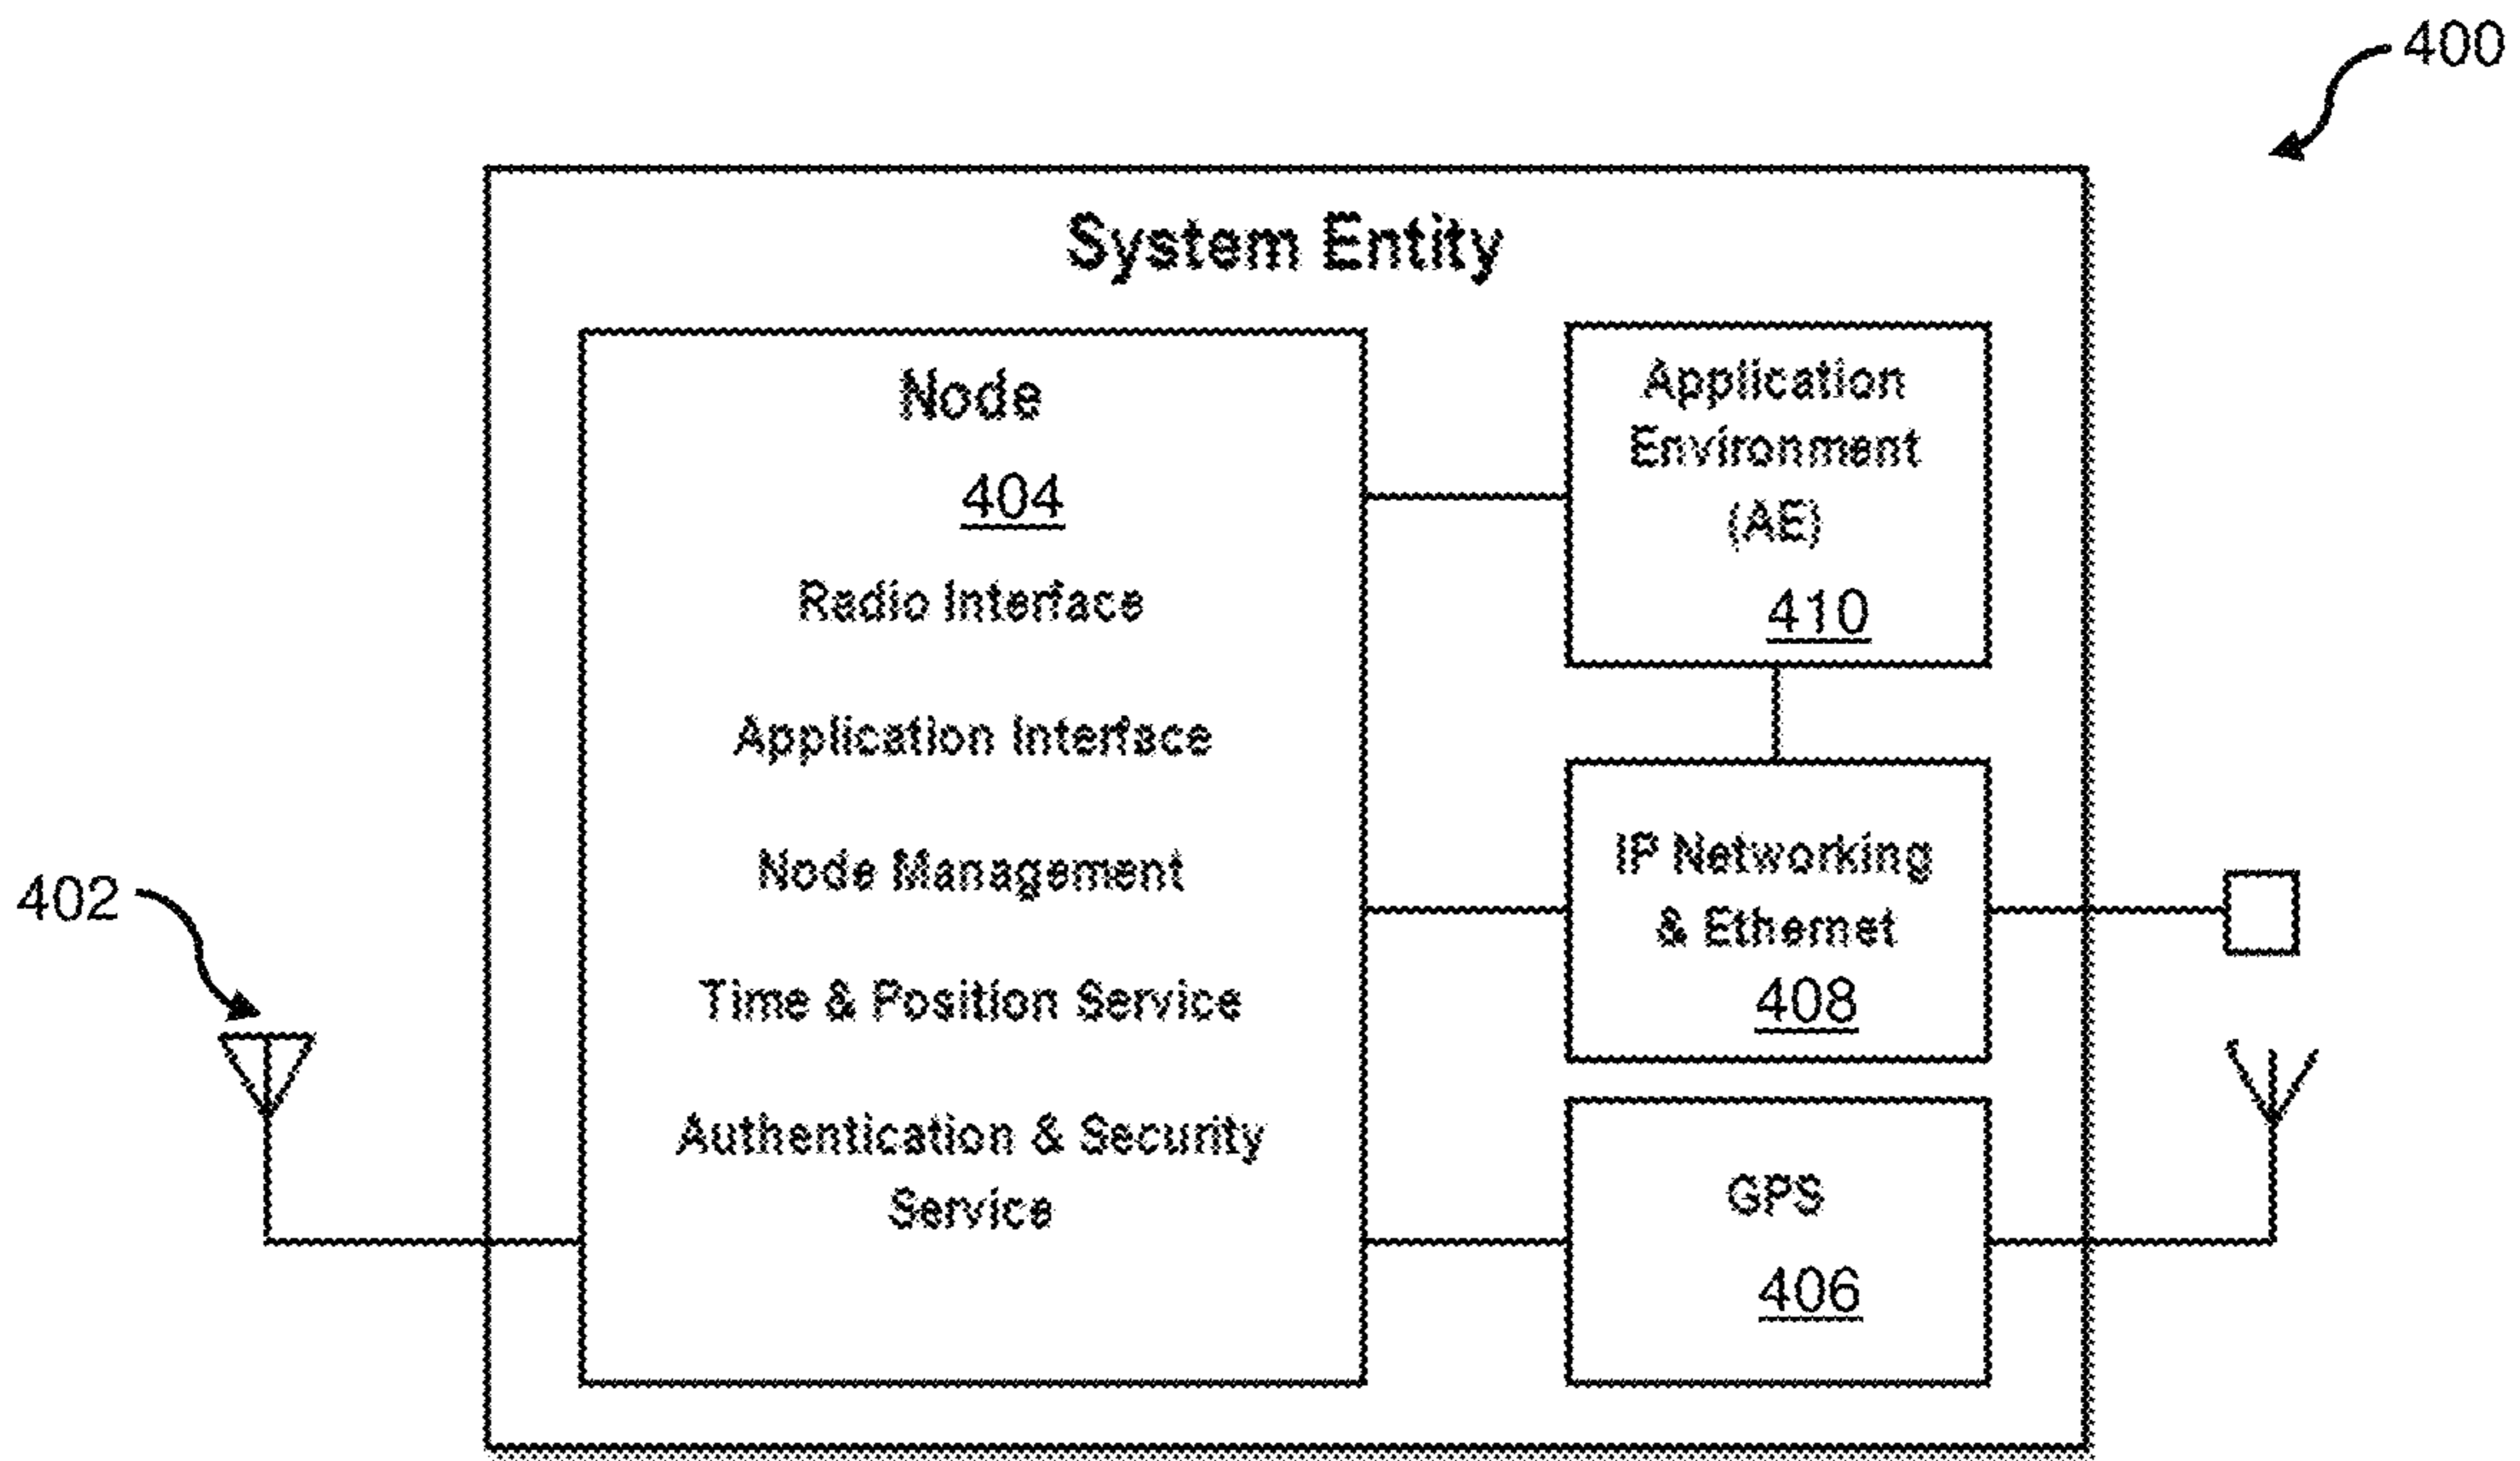 400
System Entity
Node
404
Radio Interface
Application Interface
Node Management
Time & Position Service
Authentication & Security
Service
Application
Environment
(AE)
410
IP Networking
& Ethernet
408
GPS
406
402